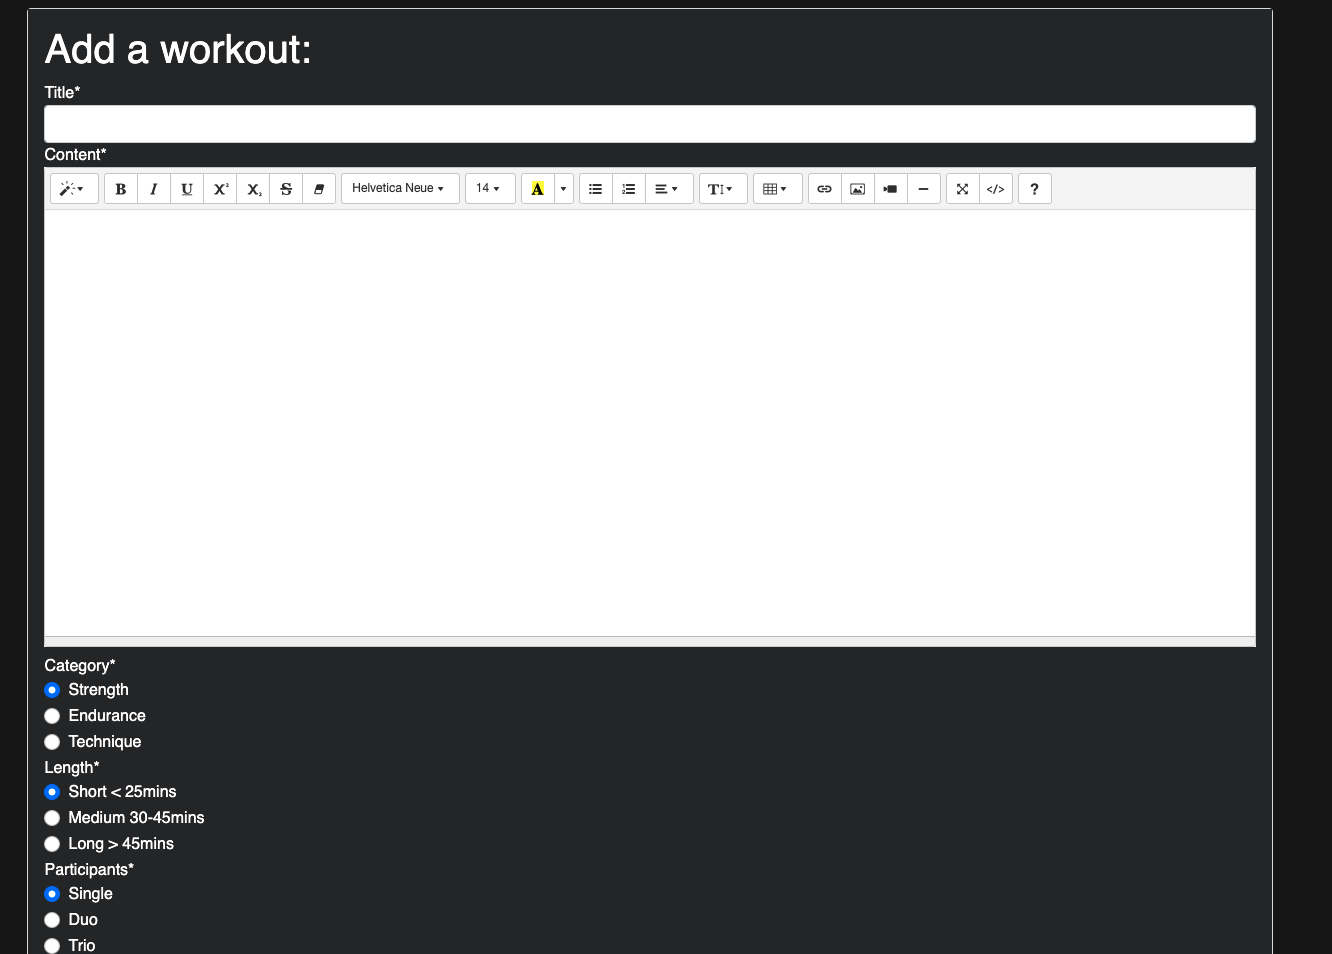 Add a workout:
Title*
Content*
B I U X² X₂ S Helvetica Neue 14 A T </> ?
Category*
Strength
Endurance
Technique
Length*
Short < 25mins
Medium 30-45mins
Long > 45mins
Participants*
Single
Duo
Trio